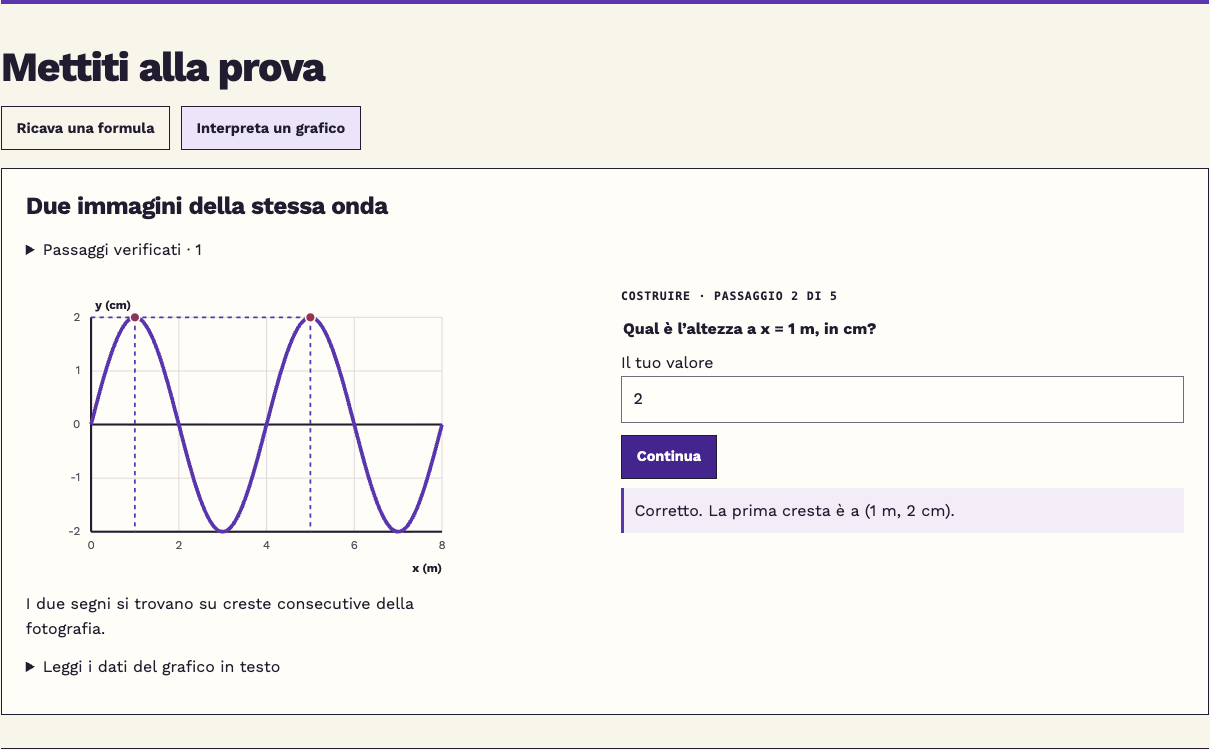 Mettiti alla prova
Ricava una formula
Interpreta un grafico
Due immagini della stessa onda
▶ Passaggi verificati · 1
y (cm)
2
1
0
-1
-2
0 2 4 6 8
x (m)
I due segni si trovano su creste consecutive della
fotografia.
▶ Leggi i dati del grafico in testo
COSTRUIRE · PASSAGGIO 2 DI 5
Qual è l’altezza a x = 1 m, in cm?
Il tuo valore
2
Continua
Corretto. La prima cresta è a (1 m, 2 cm).